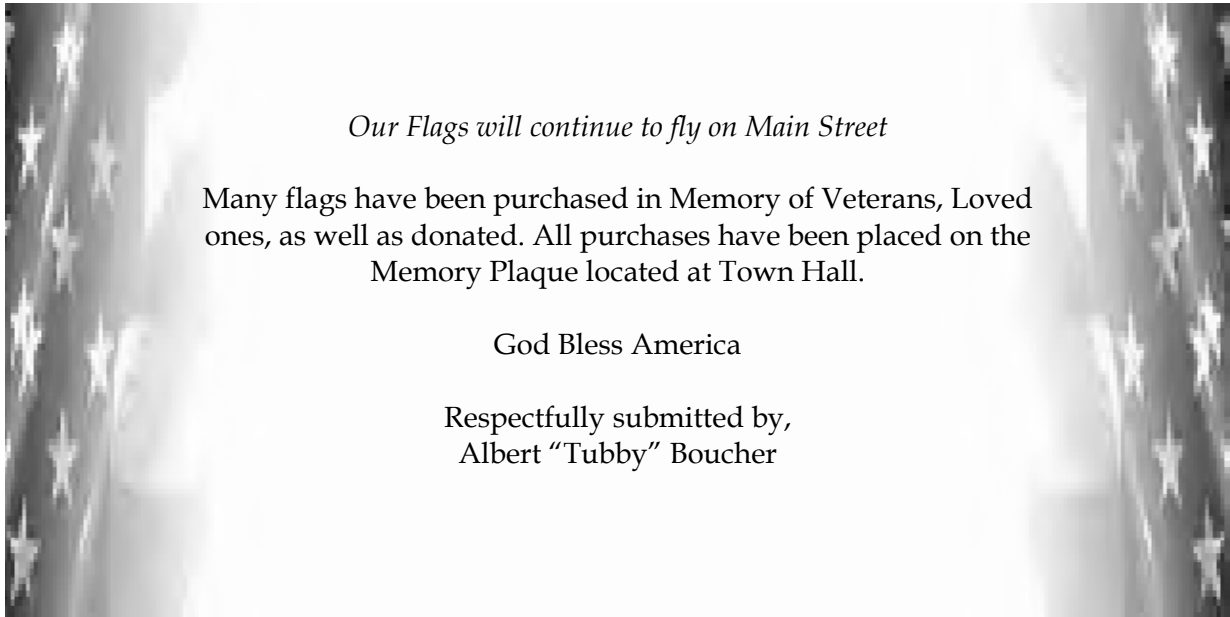 Our Flags will continue to fly on Main Street
Many flags have been purchased in Memory of Veterans, Loved
ones, as well as donated. All purchases have been placed on the
Memory Plaque located at Town Hall.
God Bless America
Respectfully submitted by,
Albert “Tubby” Boucher